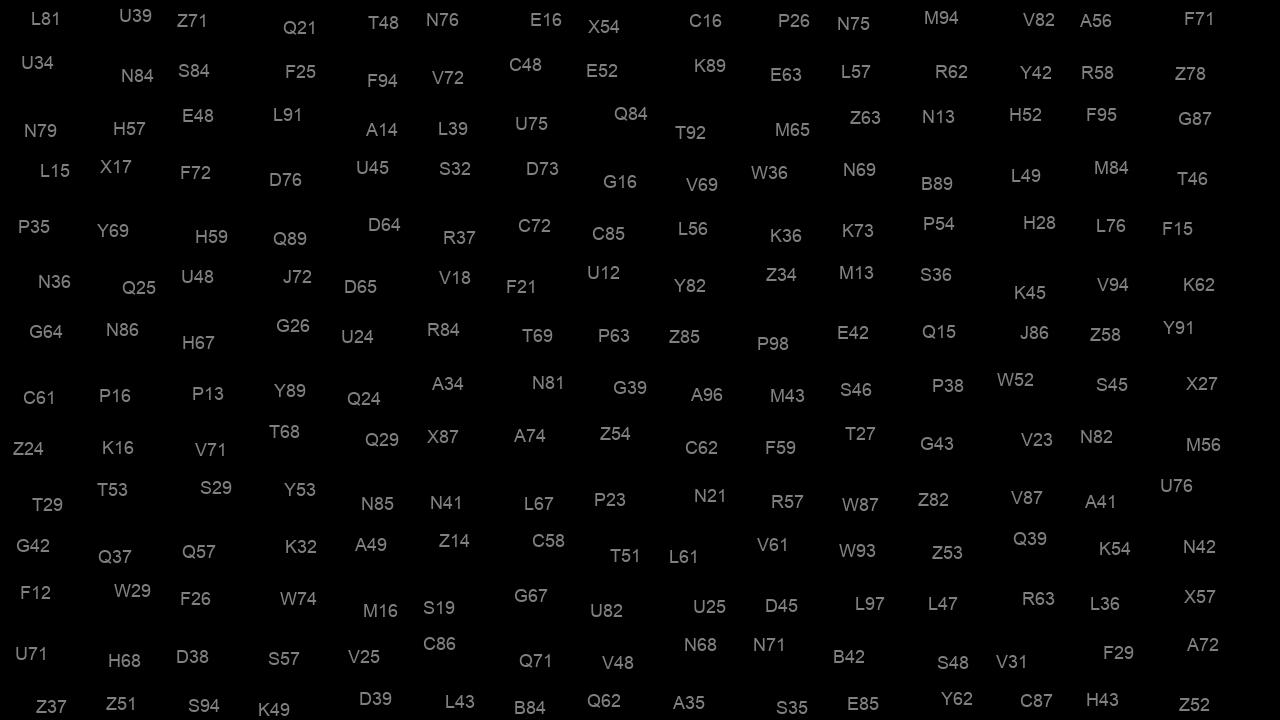 L81 U39 Z71 Q21 T48 N76 E16 X54 C16 P26 N75 M94 V82 A56 F71
U34 N84 S84 F25 F94 V72 C48 E52 K89 E63 L57 R62 Y42 R58 Z78
N79 H57 E48 L91 A14 L39 U75 Q84 T92 M65 Z63 N13 H52 F95 G87
L15 X17 F72 D76 U45 S32 D73 G16 V69 W36 N69 B89 L49 M84 T46
P35 Y69 H59 Q89 D64 R37 C72 C85 L56 K36 K73 P54 H28 L76 F15
N36 Q25 U48 J72 D65 V18 F21 U12 Y82 Z34 M13 S36 K45 V94 K62
G64 N86 H67 G26 U24 R84 T69 P63 Z85 P98 E42 Q15 J86 Z58 Y91
C61 P16 P13 Y89 Q24 A34 N81 G39 A96 M43 S46 P38 W52 S45 X27
Z24 K16 V71 T68 Q29 X87 A74 Z54 C62 F59 T27 G43 V23 N82 M56
T29 T53 S29 Y53 N85 N41 L67 P23 N21 R57 W87 Z82 V87 A41 U76
G42 Q37 Q57 K32 A49 Z14 C58 T51 L61 V61 W93 Z53 Q39 K54 N42
F12 W29 F26 W74 M16 S19 G67 U82 U25 D45 L97 L47 R63 L36 X57
U71 H68 D38 S57 V25 C86 Q71 V48 N68 N71 B42 S48 V31 F29 A72
Z37 Z51 S94 K49 D39 L43 B84 Q62 A35 S35 E85 Y62 C87 H43 Z52